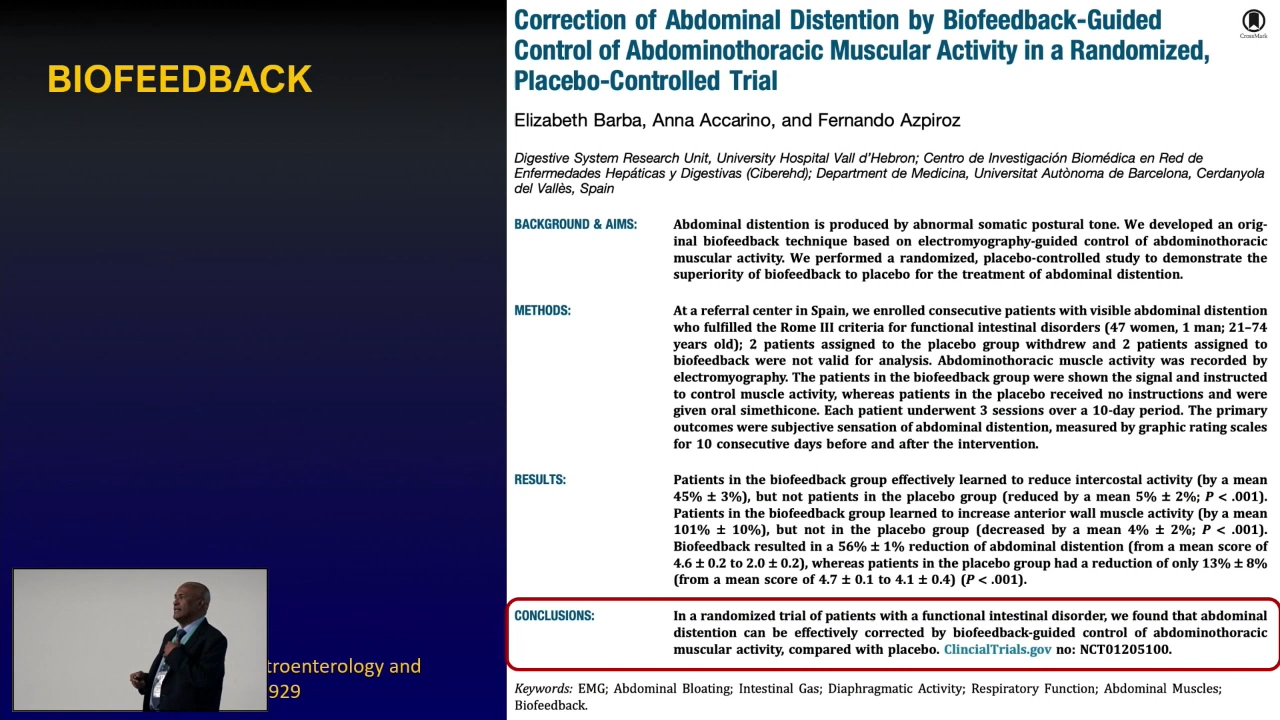 BIOFEEDBACK
troenterology and
929
Correction of Abdominal Distention by Biofeedback-Guided
Control of Abdominothoracic Muscular Activity in a Randomized,
Placebo-Controlled Trial
CrossMark
Elizabeth Barba, Anna Accarino, and Fernando Azpiroz
Digestive System Research Unit, University Hospital Vall d'Hebron; Centro de Investigación Biomédica en Red de
Enfermedades Hepáticas y Digestivas (Ciberehd); Department de Medicina, Universitat Autònoma de Barcelona, Cerdanyola
del Vallès, Spain
BACKGROUND & AIMS: Abdominal distention is produced by abnormal somatic postural tone. We developed an orig-
inal biofeedback technique based on electromyography-guided control of abdominothoracic
muscular activity. We performed a randomized, placebo-controlled study to demonstrate the
superiority of biofeedback to placebo for the treatment of abdominal distention.
METHODS: At a referral center in Spain, we enrolled consecutive patients with visible abdominal distention
who fulfilled the Rome III criteria for functional intestinal disorders (47 women, 1 man; 21–74
years old); 2 patients assigned to the placebo group withdrew and 2 patients assigned to
biofeedback were not valid for analysis. Abdominothoracic muscle activity was recorded by
electromyography. The patients in the biofeedback group were shown the signal and instructed
to control muscle activity, whereas patients in the placebo received no instructions and were
given oral simethicone. Each patient underwent 3 sessions over a 10-day period. The primary
outcomes were subjective sensation of abdominal distention, measured by graphic rating scales
for 10 consecutive days before and after the intervention.
RESULTS: Patients in the biofeedback group effectively learned to reduce intercostal activity (by a mean
45% ± 3%), but not patients in the placebo group (reduced by a mean 5% ± 2%; P < .001).
Patients in the biofeedback group learned to increase anterior wall muscle activity (by a mean
101% ± 10%), but not in the placebo group (decreased by a mean 4% ± 2%; P < .001).
Biofeedback resulted in a 56% ± 1% reduction of abdominal distention (from a mean score of
4.6 ± 0.2 to 2.0 ± 0.2), whereas patients in the placebo group had a reduction of only 13% ± 8%
(from a mean score of 4.7 ± 0.1 to 4.1 ± 0.4) (P < .001).
CONCLUSIONS: In a randomized trial of patients with a functional intestinal disorder, we found that abdominal
distention can be effectively corrected by biofeedback-guided control of abdominothoracic
muscular activity, compared with placebo. ClincialTrials.gov no: NCT01205100.
Keywords: EMG; Abdominal Bloating; Intestinal Gas; Diaphragmatic Activity; Respiratory Function; Abdominal Muscles;
Biofeedback.